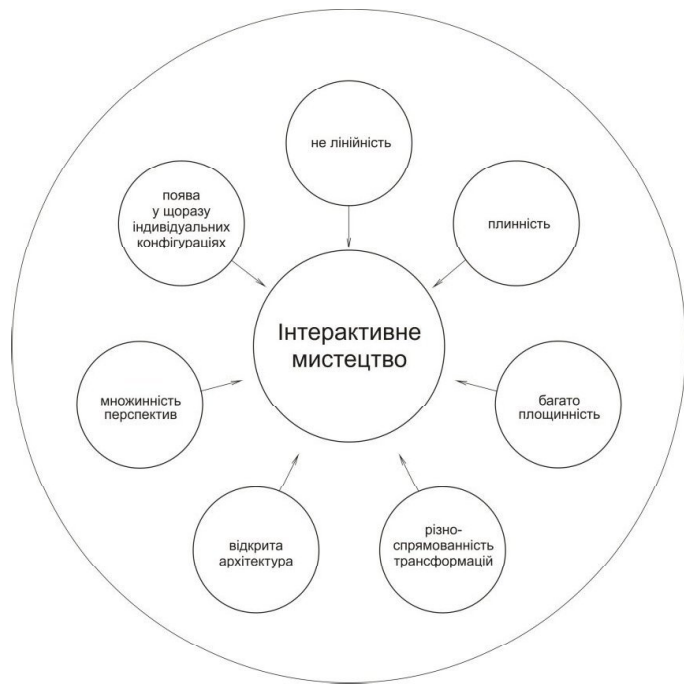 не лінійність
поява
у щоразу
індивідуальних
конфігураціях
плинність
Інтерактивне
мистецтво
множинність
перспектив
багато
площинність
відкрита
архітектура
різно-
спрямованність
трансформацій